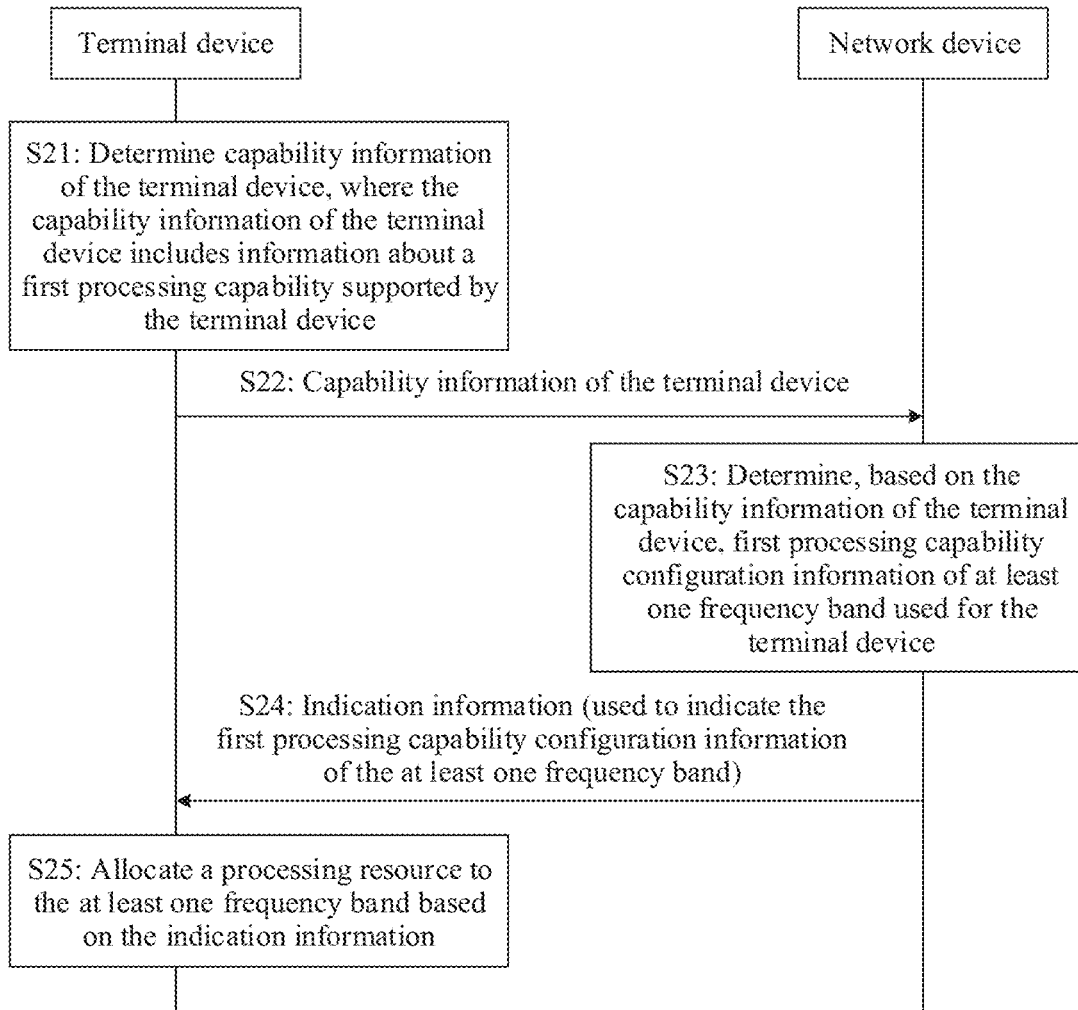 Terminal device
Network device
S21: Determine capability information
of the terminal device, where the
capability information of the terminal
device includes information about a
first processing capability supported by
the terminal device
S22: Capability information of the terminal device
S23: Determine, based on the
capability information of the terminal
device, first processing capability
configuration information of at least
one frequency band used for the
terminal device
S24: Indication information (used to indicate the
first processing capability configuration information
of the at least one frequency band)
S25: Allocate a processing resource to
the at least one frequency band based
on the indication information